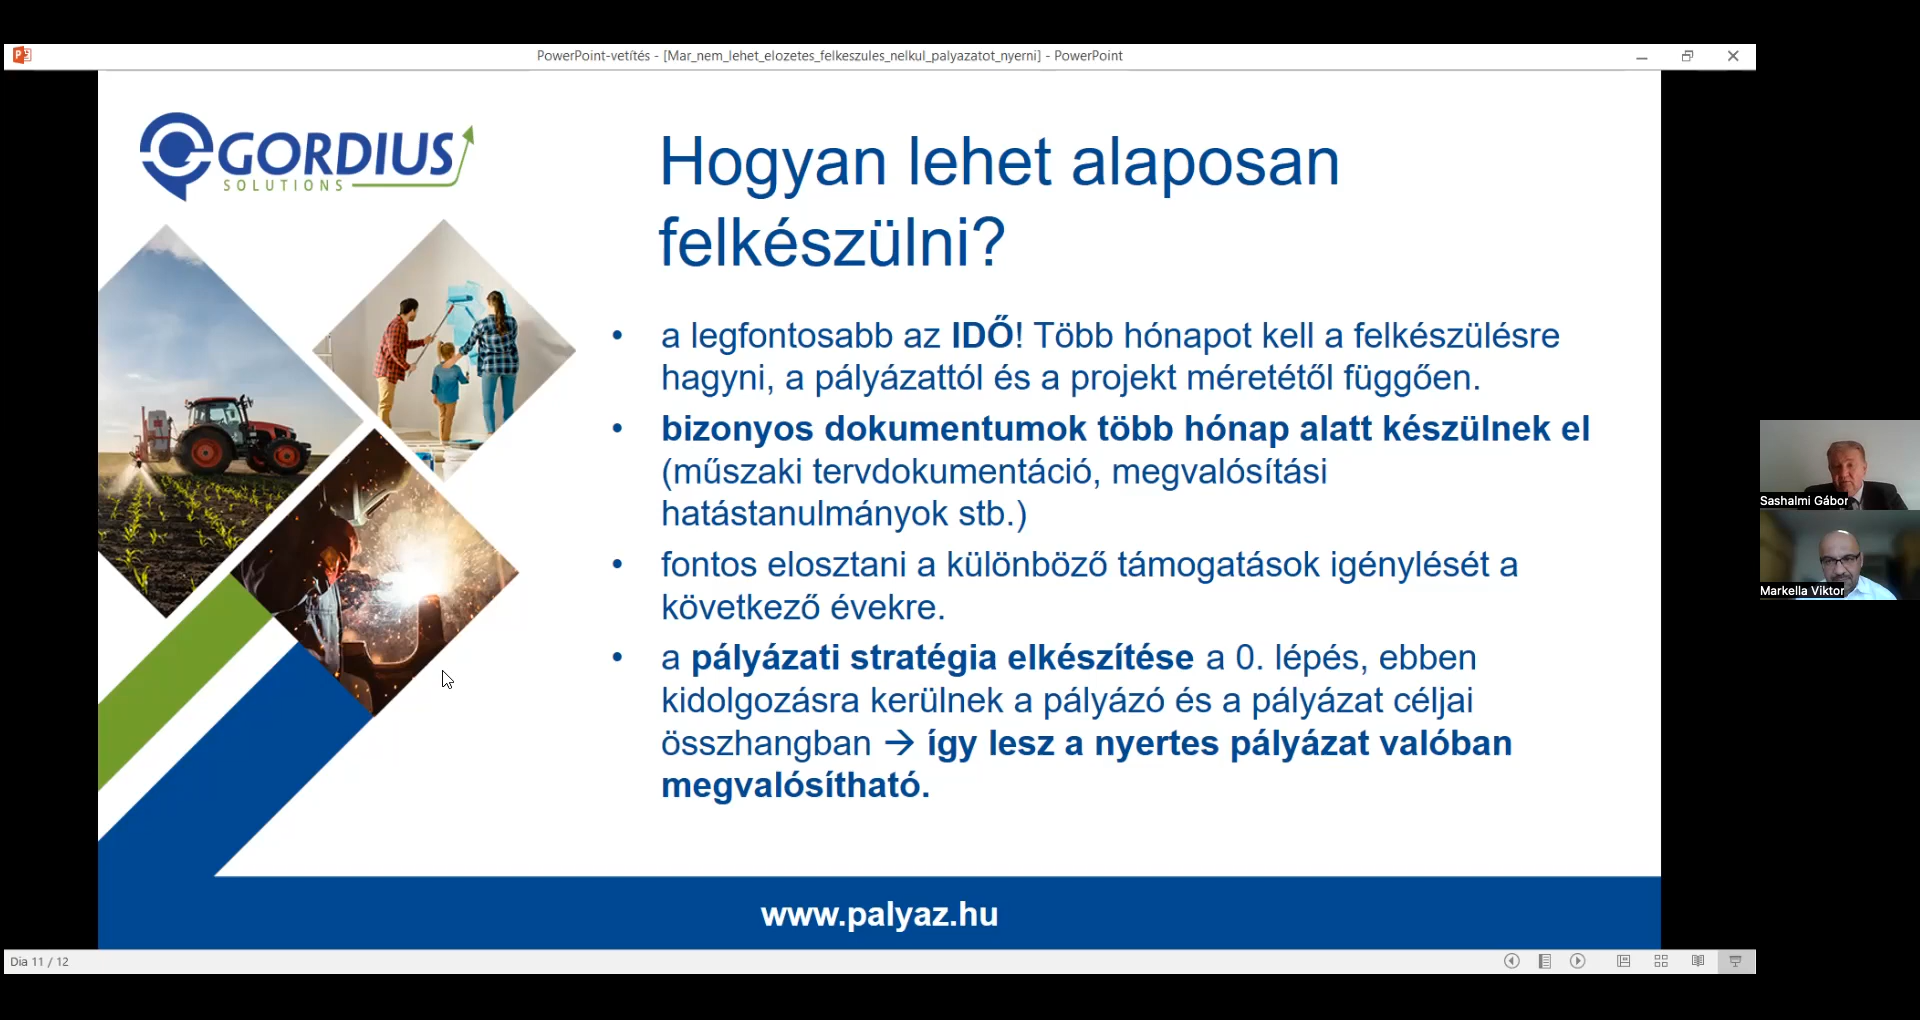 PowerPoint-vetítés - [Mar_nem_lehet_elozetes_felkeszules_nelkul_palyazatot_nyerni] - PowerPoint
GORDIUS
SOLUTIONS
Hogyan lehet alaposan
felkészülni?
• a legfontosabb az IDŐ! Több hónapot kell a felkészülésre
hagyni, a pályázattól és a projekt méretétől függően.
• bizonyos dokumentumok több hónap alatt készülnek el
(műszaki tervdokumentáció, megvalósítási
hatástanulmányok stb.)
• fontos elosztani a különböző támogatások igénylését a
következő évekre.
• a pályázati stratégia elkészítése a 0. lépés, ebben
kidolgozásra kerülnek a pályázó és a pályázat céljai
összhangban → így lesz a nyertes pályázat valóban
megvalósítható.
Sashalmi Gábor
Markella Viktor
www.palyaz.hu
Dia 11 / 12